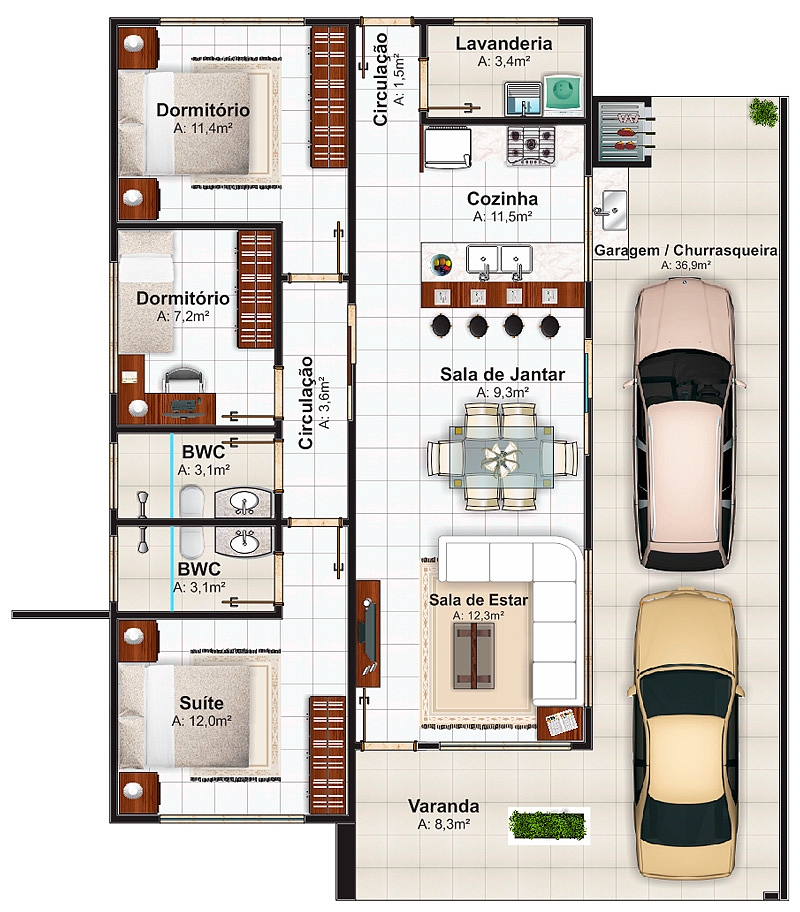 Lavanderia
A: 3,4m²
Circulação
A: 1,5m²
Dormitório
A: 11,4m²
Cozinha
A: 11,5m²
Garagem / Churrasqueira
A: 36,9m²
Dormitório
A: 7,2m²
Sala de Jantar
A: 9,3m²
Circulação
A: 3,6m²
BWC
A: 3,1m²
BWC
A: 3,1m²
Sala de Estar
A: 12,3m²
Suíte
A: 12,0m²
Varanda
A: 8,3m²